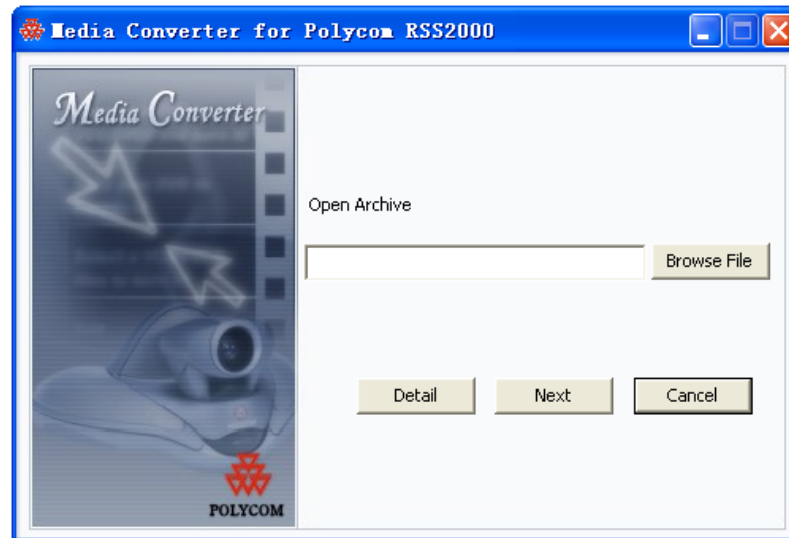 Media Converter for Polycom RSS2000
Media Converter
Open Archive
Browse File
Detail
Next
Cancel
POLYCOM